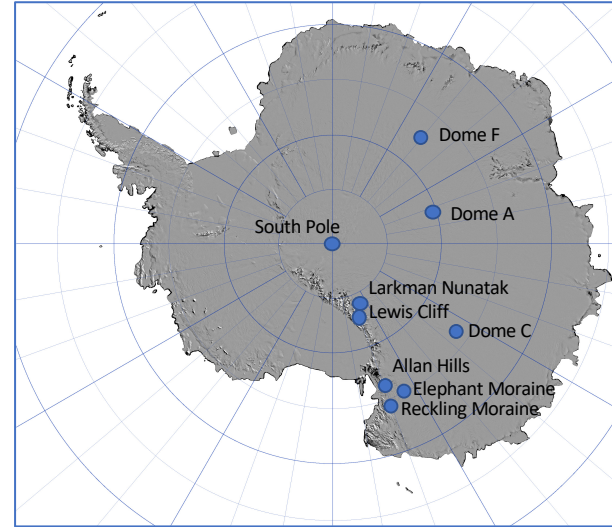 Dome F
Dome A
South Pole
Larkman Nunatak
Lewis Cliff
Dome C
Allan Hills
Elephant Moraine
Reckling Moraine